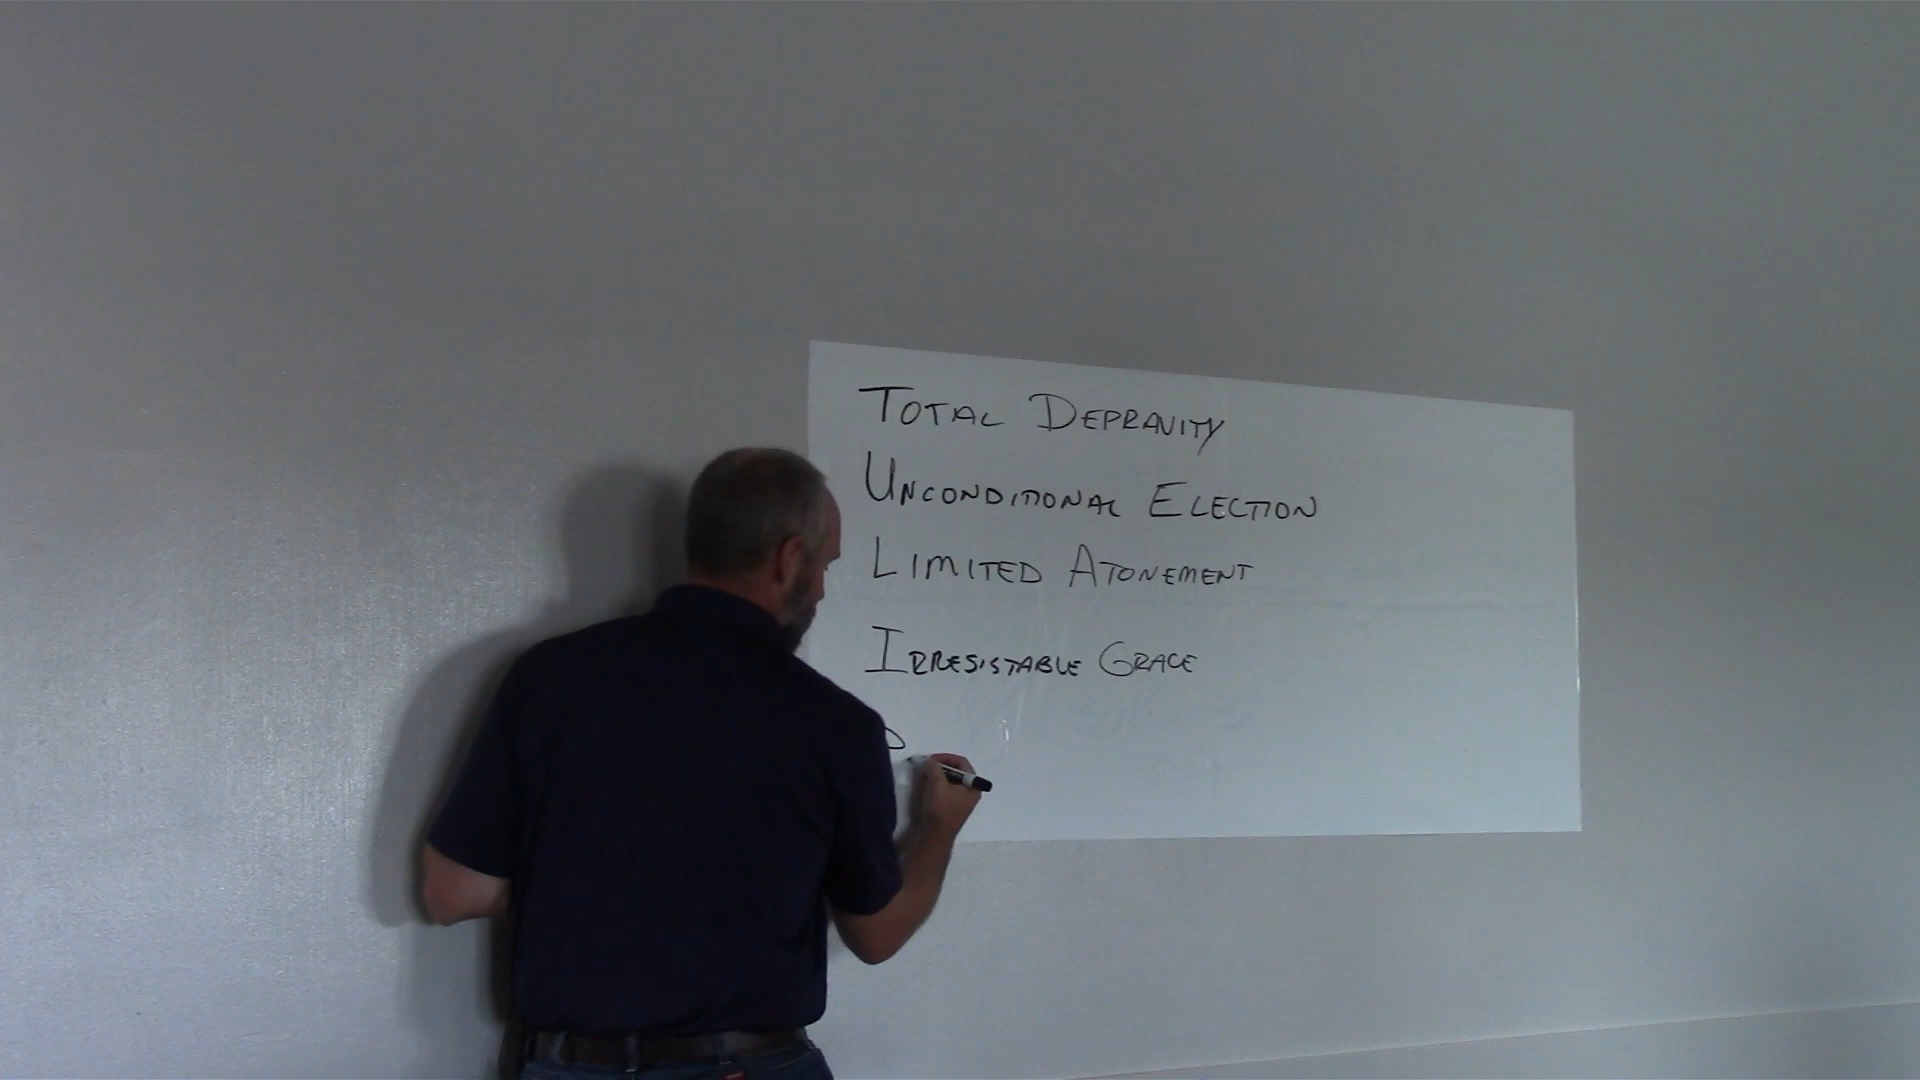 TOTAL DEPRAVITY
UNCONDITIONAL ELECTION
LIMITED ATONEMENT
IRRESISTABLE GRACE
P